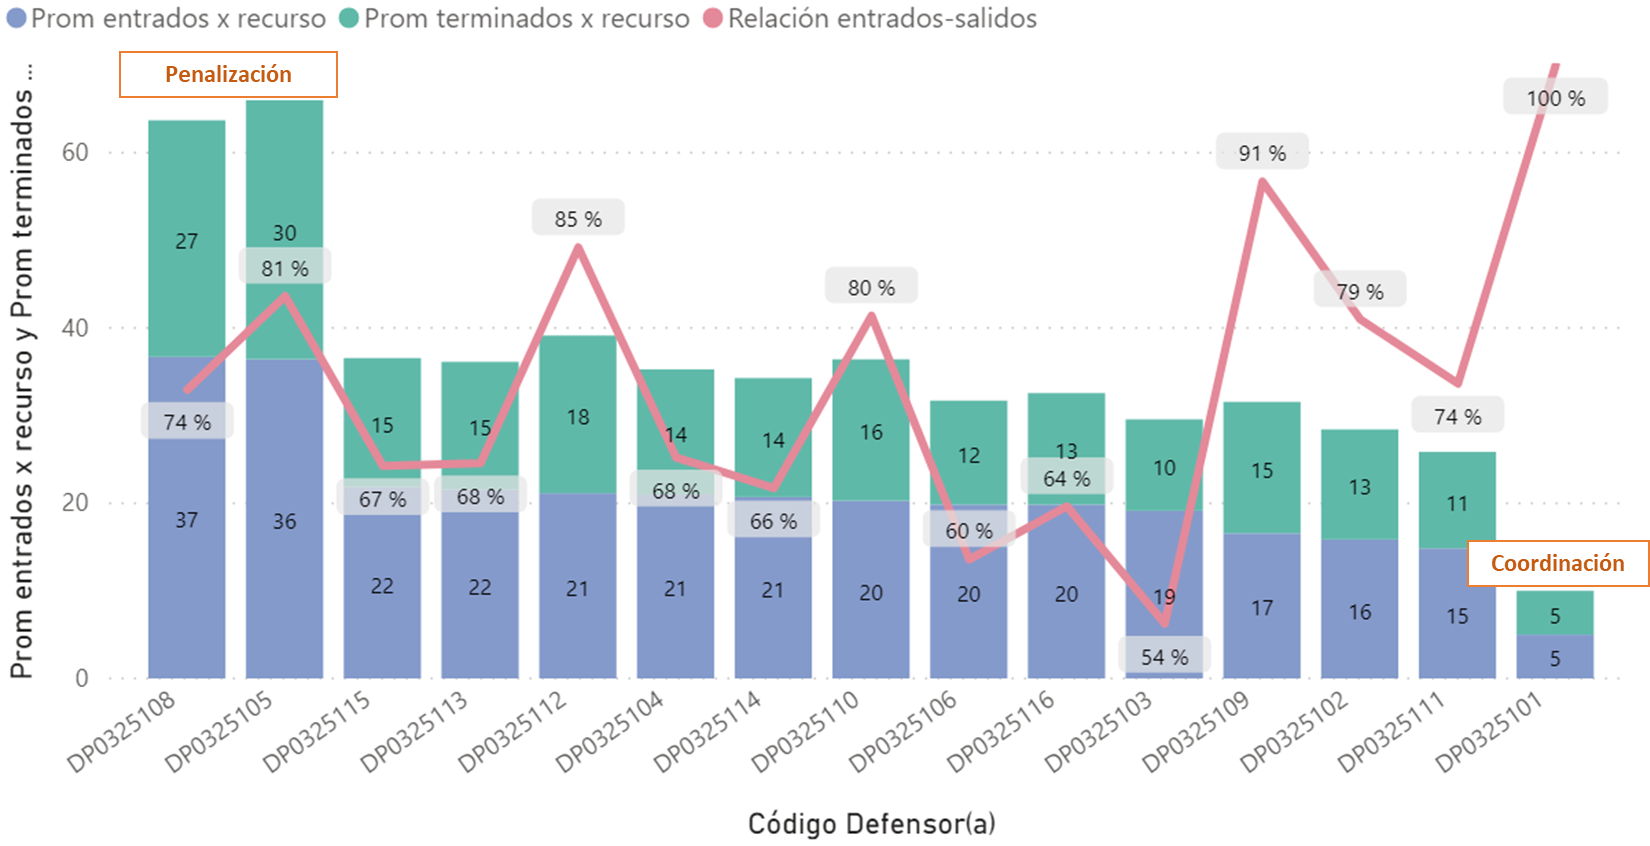 Prom entrados x recurso Prom terminados x recurso Relación entrados-salidos
Prom entrados x recurso y Prom terminados ...
Penalización
Coordinación
60
40
20
0
27
30
15
15
18
14
14
16
12
13
10
15
13
11
5
37
36
22
22
21
21
21
20
20
20
19
17
16
15
5
74 %
81 %
67 %
68 %
85 %
68 %
66 %
80 %
60 %
64 %
54 %
91 %
79 %
74 %
100 %
DP0325108
DP0325105
DP0325115
DP0325113
DP0325112
DP0325104
DP0325114
DP0325110
DP0325106
DP0325116
DP0325103
DP0325109
DP0325102
DP0325111
DP0325101
Código Defensor(a)